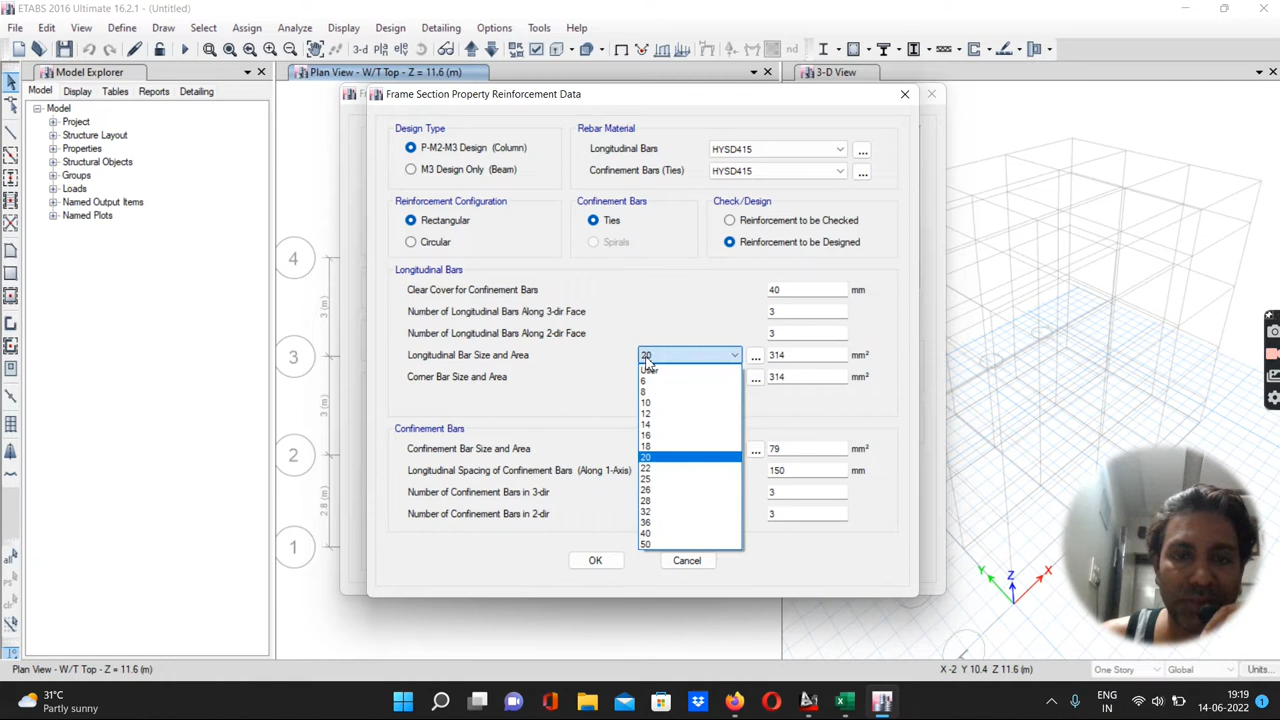 ETABS 2016 Ultimate 16.2.1 - (Untitled)
File Edit View Define Draw Select Assign Analyze Display Design Detailing Options Tools Help
3-d
nd
Model Explorer
Plan View - W/T Top - Z = 11.6 (m)
3-D View
Model Display Tables Reports Detailing
Model
Project
Structure Layout
Properties
Structural Objects
Groups
Loads
Named Output Items
Named Plots
4
3
2
1
3 (m)
3 (m)
2.8 (m)
Frame Section Property Reinforcement Data
Design Type
P-M2-M3 Design (Column)
M3 Design Only (Beam)
Rebar Material
Longitudinal Bars HYSD415 ...
Confinement Bars (Ties) HYSD415 ...
Reinforcement Configuration
Rectangular
Circular
Confinement Bars
Ties
Spirals
Check/Design
Reinforcement to be Checked
Reinforcement to be Designed
Longitudinal Bars
Clear Cover for Confinement Bars 40 mm
Number of Longitudinal Bars Along 3-dir Face 3
Number of Longitudinal Bars Along 2-dir Face 3
Longitudinal Bar Size and Area 20 ... 314 mm²
Corner Bar Size and Area ... 314 mm²
User
6
8
10
12
14
16
18
20
22
25
26
28
32
36
40
50
Confinement Bars
Confinement Bar Size and Area ... 79 mm²
Longitudinal Spacing of Confinement Bars (Along 1-Axis) 150 mm
Number of Confinement Bars in 3-dir 3
Number of Confinement Bars in 2-dir 3
OK Cancel
Y Z X
all
Plan View - W/T Top - Z = 11.6 (m)
X -2 Y 10.4 Z 11.6 (m)
One Story Global Units...
31°C
Partly sunny
ENG
IN
19:19
14-06-2022